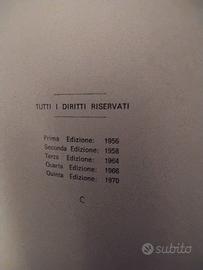 TUTTI I DIRITTI RISERVATI
Prima Edizione: 1956
Seconda Edizione: 1958
Terza Edizione: 1964
Quarta Edizione: 1966
Quinta Edizione: 1970
C
subito